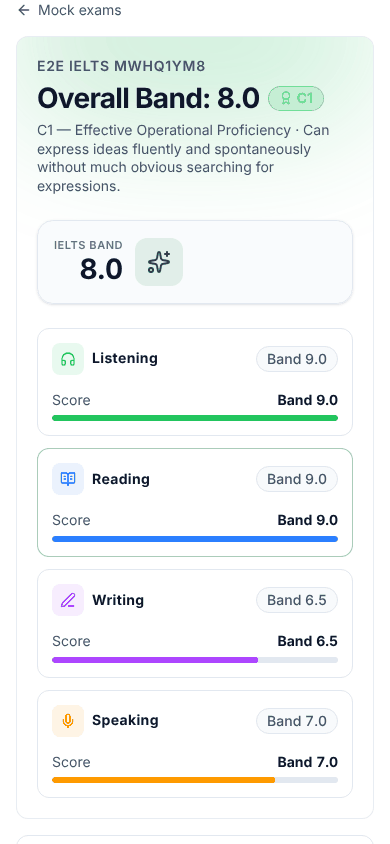 Mock exams
E2E IELTS MWHQ1YM8
Overall Band: 8.0 C1
C1 — Effective Operational Proficiency · Can
express ideas fluently and spontaneously
without much obvious searching for
expressions.
IELTS BAND
8.0
Listening Band 9.0
Score Band 9.0
Reading Band 9.0
Score Band 9.0
Writing Band 6.5
Score Band 6.5
Speaking Band 7.0
Score Band 7.0